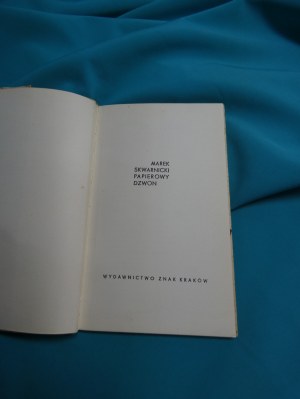 MAREK
SKWARNICKI
PAPIEROWY
DZWON
WYDAWNICTWO ZNAK KRAKÓW